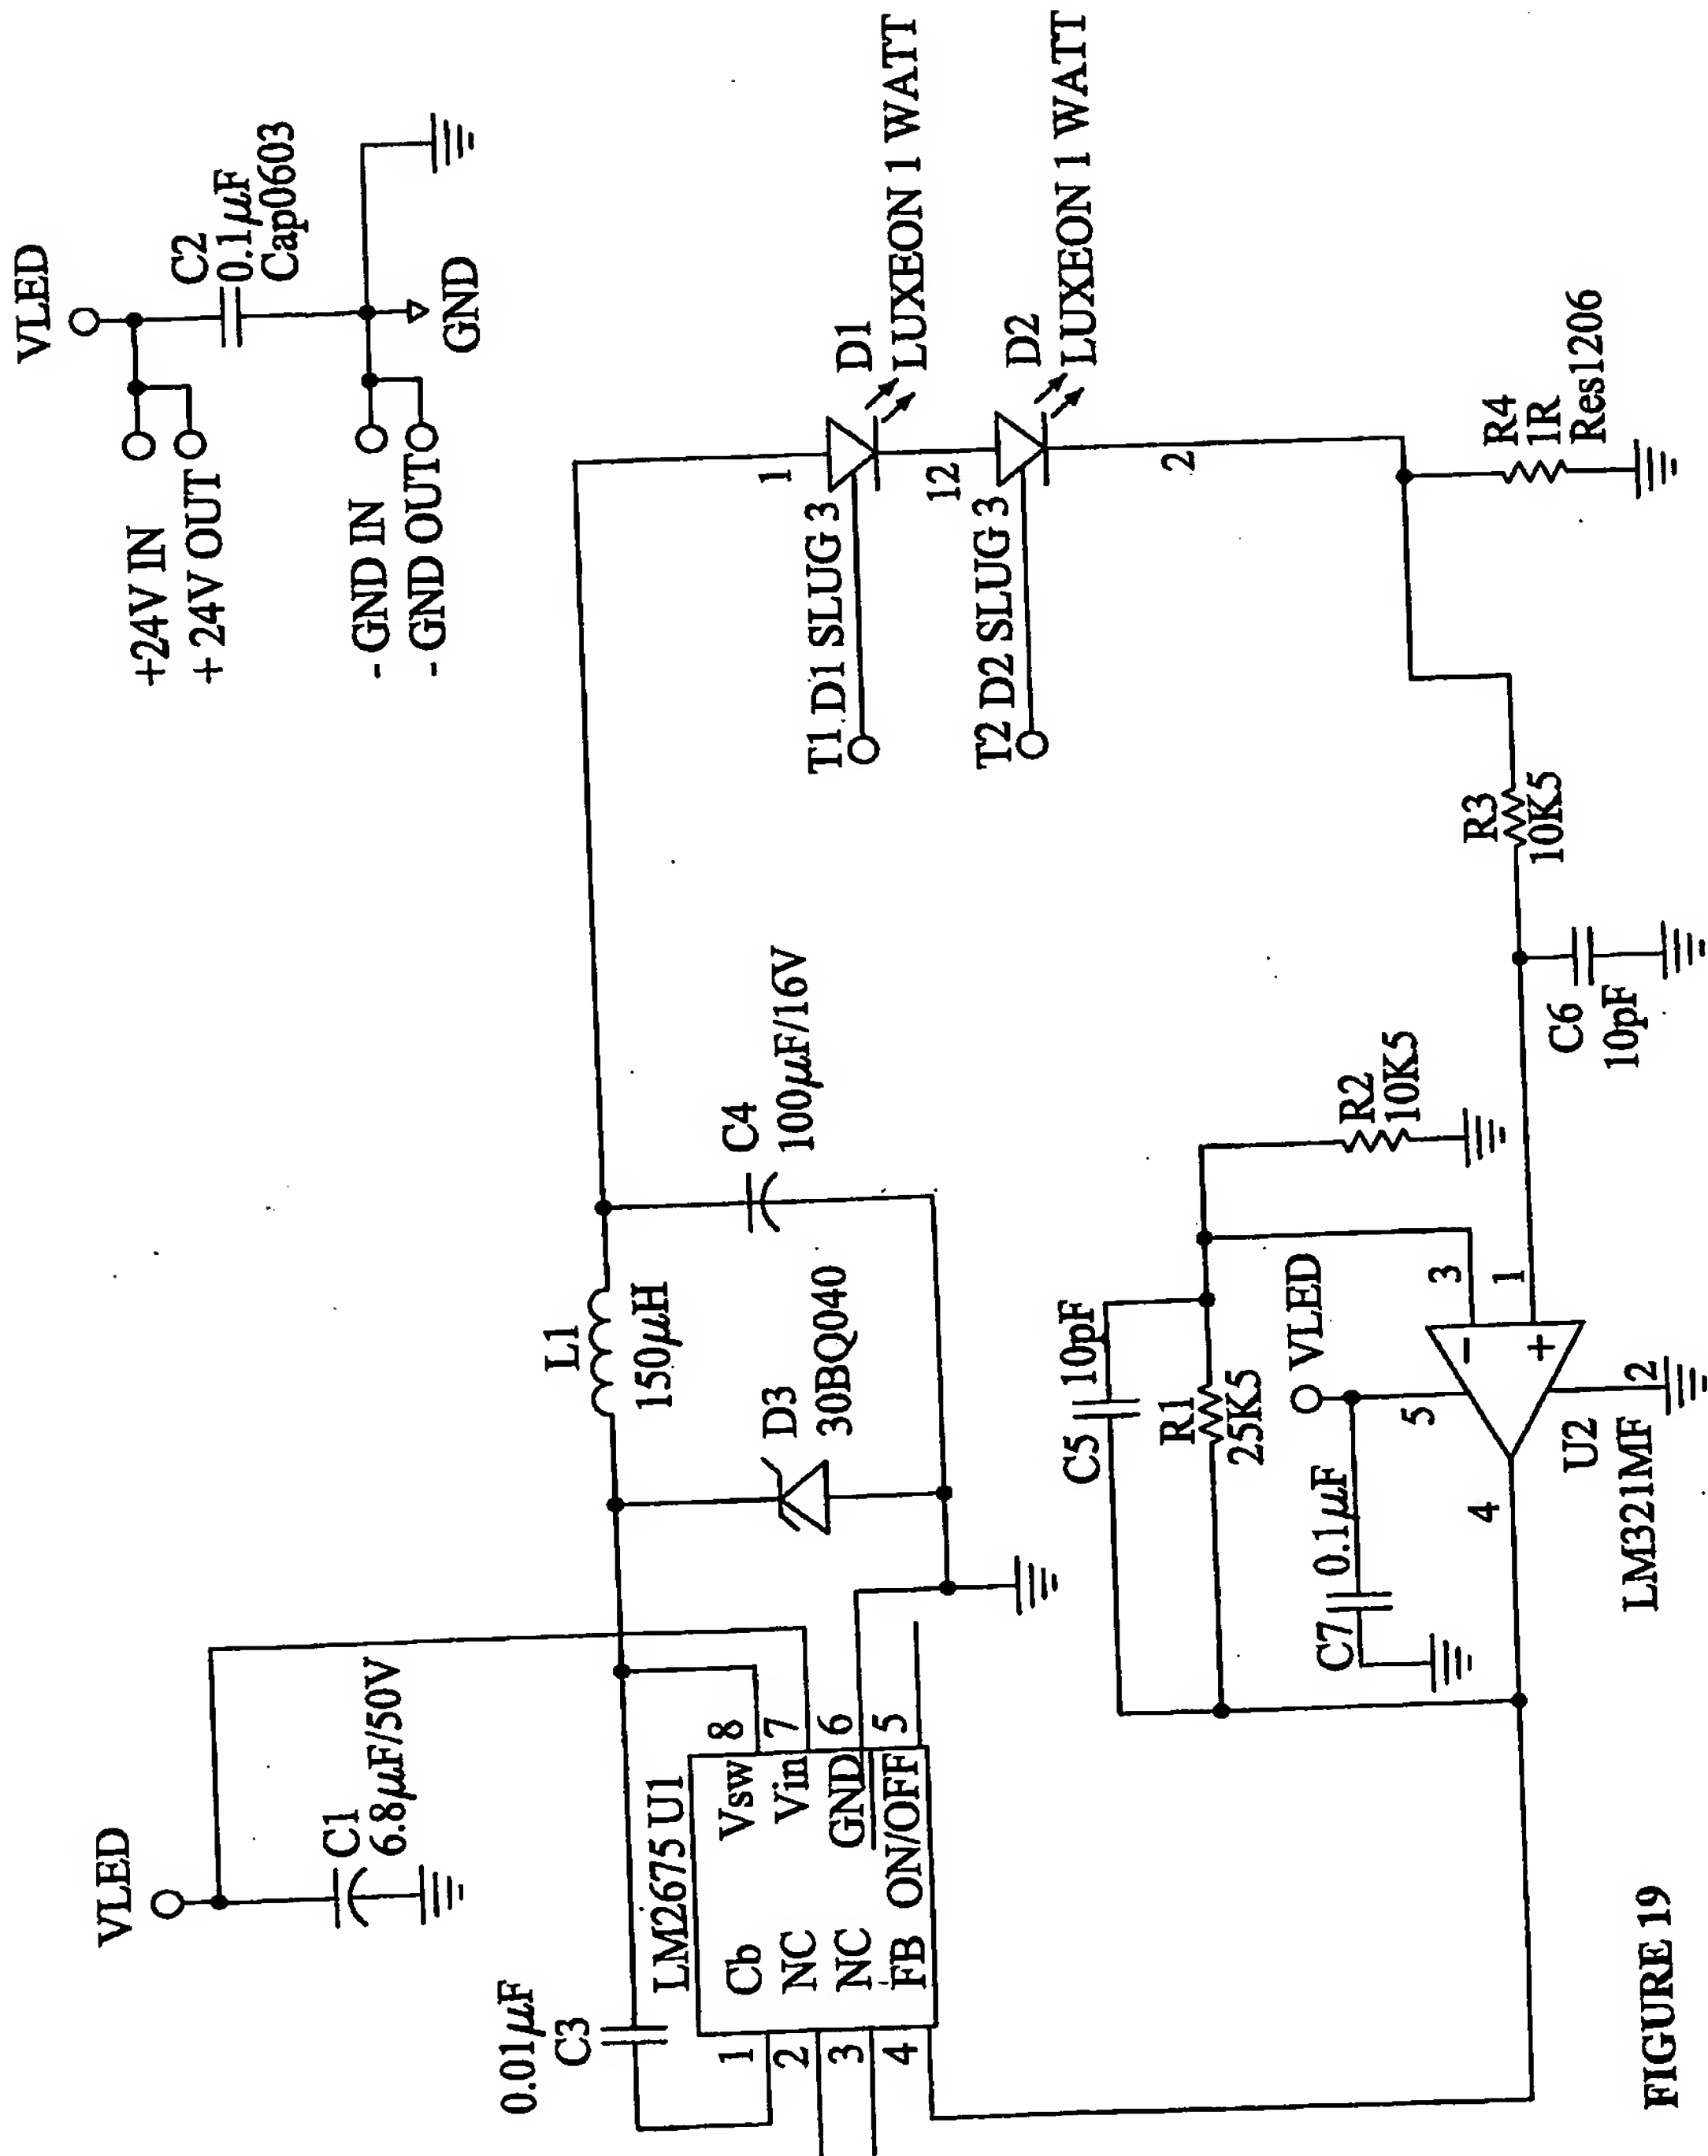 VLED
C1
6.8µF/50V
0.01µF
C3
LM2675 U1
1
2
3
4
Cb
NC
NC
FB
Vsw
Vin
GND
ON/OFF
8
7
6
5
L1
150µH
D3
30BQ040
C4
100µF/16V
VLED
C2
0.1µF
Cap0603
+24V IN
+ 24V OUT
- GND IN
- GND OUT
GND
1
D1
LUXEON 1 WATT
T1 D1 SLUG 3
12
D2
LUXEON 1 WATT
T2 D2 SLUG 3
2
R4
1R
Res1206
R3
10K5
C6
10pF
R2
10K5
C5
10pF
R1
25K5
VLED
C7
0.1µF
5
3
1
-
+
4
2
U2
LM321MF
FIGURE 19